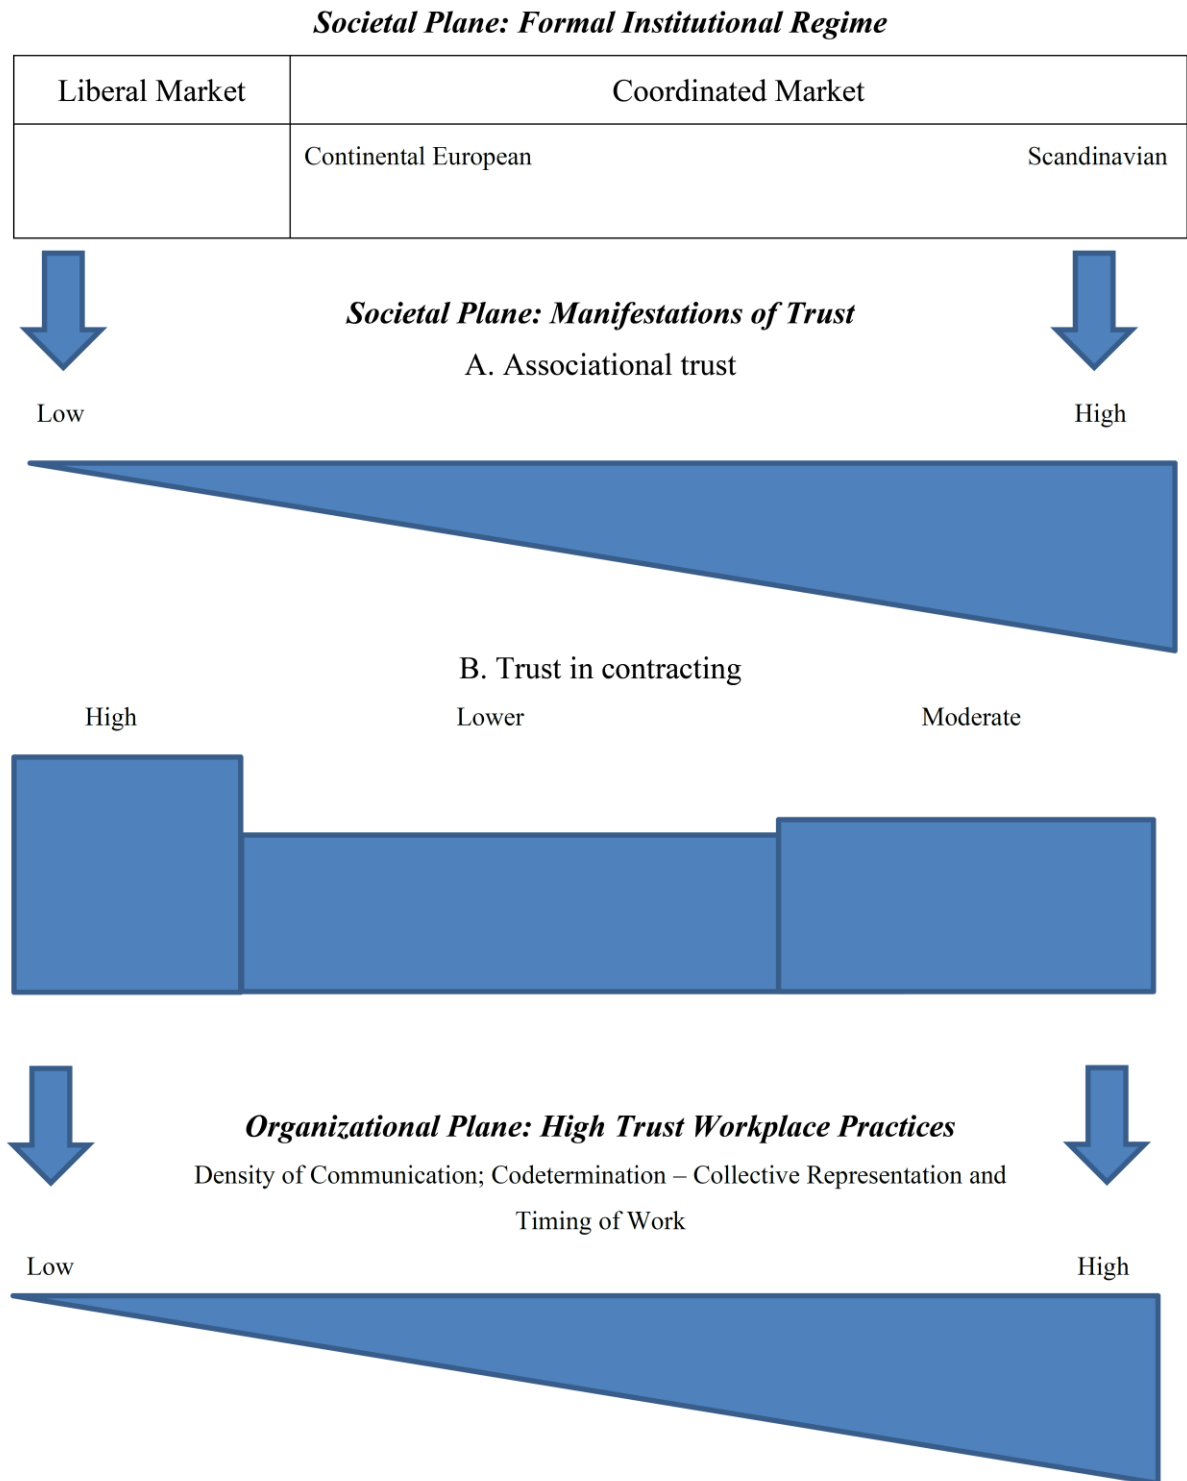 Societal Plane: Formal Institutional Regime
Liberal Market
Coordinated Market
Continental European
Scandinavian
Societal Plane: Manifestations of Trust
A. Associational trust
Low
High
B. Trust in contracting
High
Lower
Moderate
Organizational Plane: High Trust Workplace Practices
Density of Communication; Codetermination – Collective Representation and
Timing of Work
Low
High